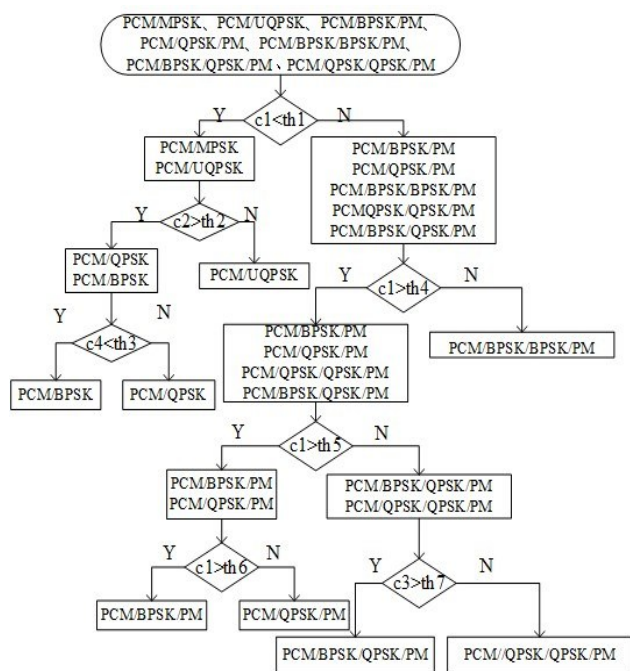 PCM/MPSK、PCM/UQPSK、PCM/BPSK/PM、
PCM/QPSK/PM、PCM/BPSK/BPSK/PM、
PCM/BPSK/QPSK/PM、PCM/QPSK/QPSK/PM
Y
c1<th1
N
PCM/MPSK
PCM/UQPSK
PCM/BPSK/PM
PCM/QPSK/PM
PCM/BPSK/BPSK/PM
PCMQPSK/QPSK/PM
PCM/BPSK/QPSK/PM
Y
c2>th2
N
PCM/QPSK
PCM/BPSK
PCM/UQPSK
Y
c1>th4
N
Y
c4<th3
N
PCM/BPSK/PM
PCM/QPSK/PM
PCM/QPSK/QPSK/PM
PCM/BPSK/QPSK/PM
PCM/BPSK/BPSK/PM
PCM/BPSK
PCM/QPSK
Y
c1>th5
N
PCM/BPSK/PM
PCM/QPSK/PM
PCM/BPSK/QPSK/PM
PCM/QPSK/QPSK/PM
Y
c1>th6
N
Y
c3>th7
N
PCM/BPSK/PM
PCM/QPSK/PM
PCM/BPSK/QPSK/PM
PCM//QPSK/QPSK/PM